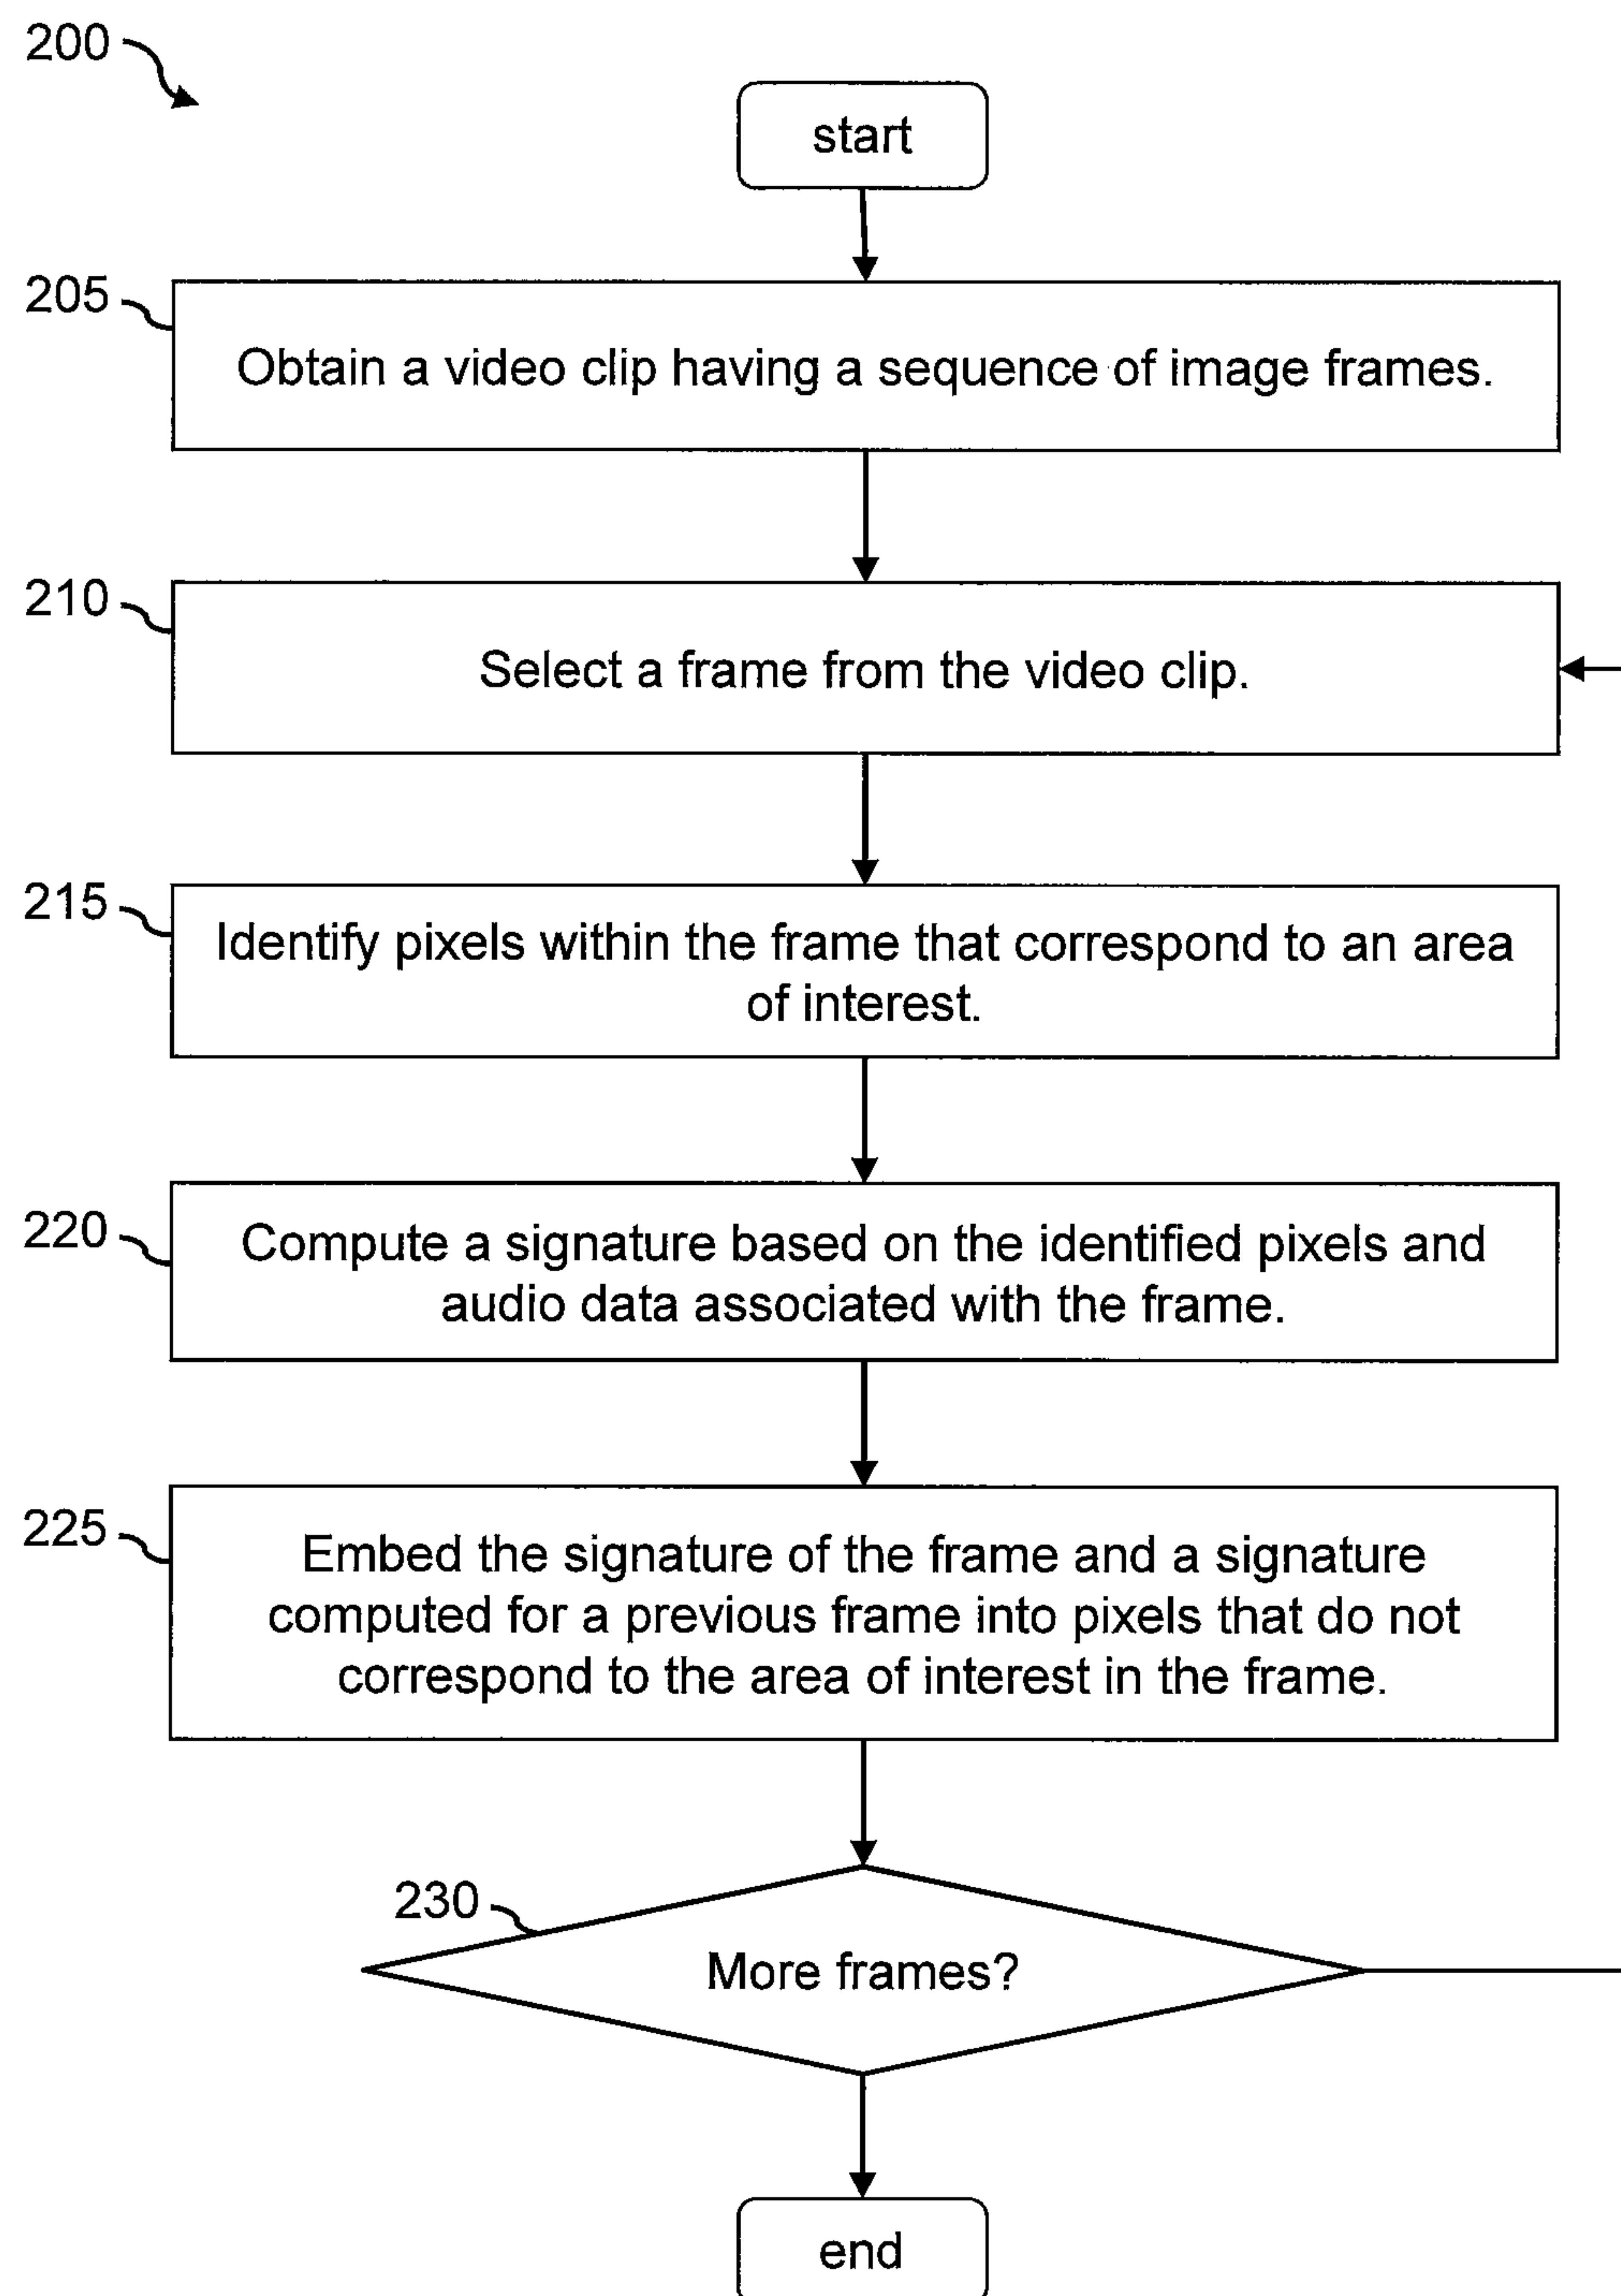 200
start
205
Obtain a video clip having a sequence of image frames.
210
Select a frame from the video clip.
215
Identify pixels within the frame that correspond to an area
of interest.
220
Compute a signature based on the identified pixels and
audio data associated with the frame.
225
Embed the signature of the frame and a signature
computed for a previous frame into pixels that do not
correspond to the area of interest in the frame.
230
More frames?
end